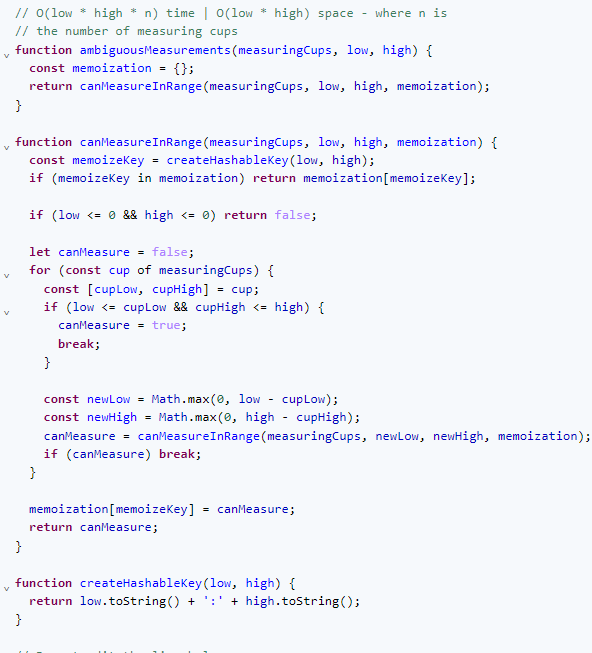 // O(low * high * n) time | O(low * high) space - where n is
// the number of measuring cups
function ambiguousMeasurements(measuringCups, low, high) {
  const memoization = {};
  return canMeasureInRange(measuringCups, low, high, memoization);
}

function canMeasureInRange(measuringCups, low, high, memoization) {
  const memoizeKey = createHashableKey(low, high);
  if (memoizeKey in memoization) return memoization[memoizeKey];

  if (low <= 0 && high <= 0) return false;

  let canMeasure = false;
  for (const cup of measuringCups) {
    const [cupLow, cupHigh] = cup;
    if (low <= cupLow && cupHigh <= high) {
      canMeasure = true;
      break;
    }

    const newLow = Math.max(0, low - cupLow);
    const newHigh = Math.max(0, high - cupHigh);
    canMeasure = canMeasureInRange(measuringCups, newLow, newHigh, memoization);
    if (canMeasure) break;
  }

  memoization[memoizeKey] = canMeasure;
  return canMeasure;
}

function createHashableKey(low, high) {
  return low.toString() + ':' + high.toString();
}